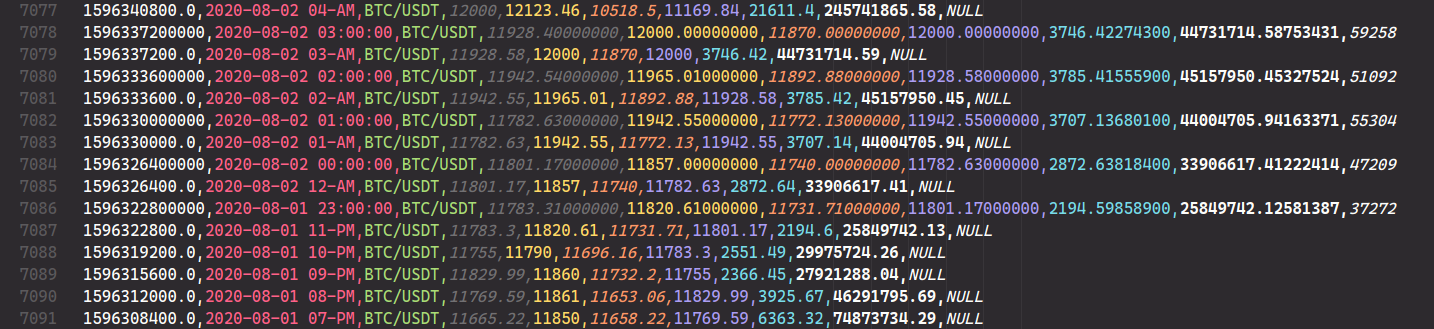 7077 1596340800.0,2020-08-02 04-AM,BTC/USDT,12000,12123.46,10518.5,11169.84,21611.4,245741865.58,NULL
7078 1596337200000,2020-08-02 03:00:00,BTC/USDT,11928.40000000,12000.00000000,11870.00000000,12000.00000000,3746.42274300,44731714.58753431,59258
7079 1596337200.0,2020-08-02 03-AM,BTC/USDT,11928.58,12000,11870,12000,3746.42,44731714.59,NULL
7080 1596333600000,2020-08-02 02:00:00,BTC/USDT,11942.54000000,11965.01000000,11892.88000000,11928.58000000,3785.41555900,45157950.45327524,51092
7081 1596333600.0,2020-08-02 02-AM,BTC/USDT,11942.55,11965.01,11892.88,11928.58,3785.42,45157950.45,NULL
7082 1596330000000,2020-08-02 01:00:00,BTC/USDT,11782.63000000,11942.55000000,11772.13000000,11942.55000000,3707.13680100,44004705.94163371,55304
7083 1596330000.0,2020-08-02 01-AM,BTC/USDT,11782.63,11942.55,11772.13,11942.55,3707.14,44004705.94,NULL
7084 1596326400000,2020-08-02 00:00:00,BTC/USDT,11801.17000000,11857.00000000,11740.00000000,11782.63000000,2872.63818400,33906617.41222414,47209
7085 1596326400.0,2020-08-02 12-AM,BTC/USDT,11801.17,11857,11740,11782.63,2872.64,33906617.41,NULL
7086 1596322800000,2020-08-01 23:00:00,BTC/USDT,11783.31000000,11820.61000000,11731.71000000,11801.17000000,2194.59858900,25849742.12581387,37272
7087 1596322800.0,2020-08-01 11-PM,BTC/USDT,11783.3,11820.61,11731.71,11801.17,2194.6,25849742.13,NULL
7088 1596319200.0,2020-08-01 10-PM,BTC/USDT,11755,11790,11696.16,11783.3,2551.49,29975724.26,NULL
7089 1596315600.0,2020-08-01 09-PM,BTC/USDT,11829.99,11860,11732.2,11755,2366.45,27921288.04,NULL
7090 1596312000.0,2020-08-01 08-PM,BTC/USDT,11769.59,11861,11653.06,11829.99,3925.67,46291795.69,NULL
7091 1596308400.0,2020-08-01 07-PM,BTC/USDT,11665.22,11850,11658.22,11769.59,6363.32,74873734.29,NULL